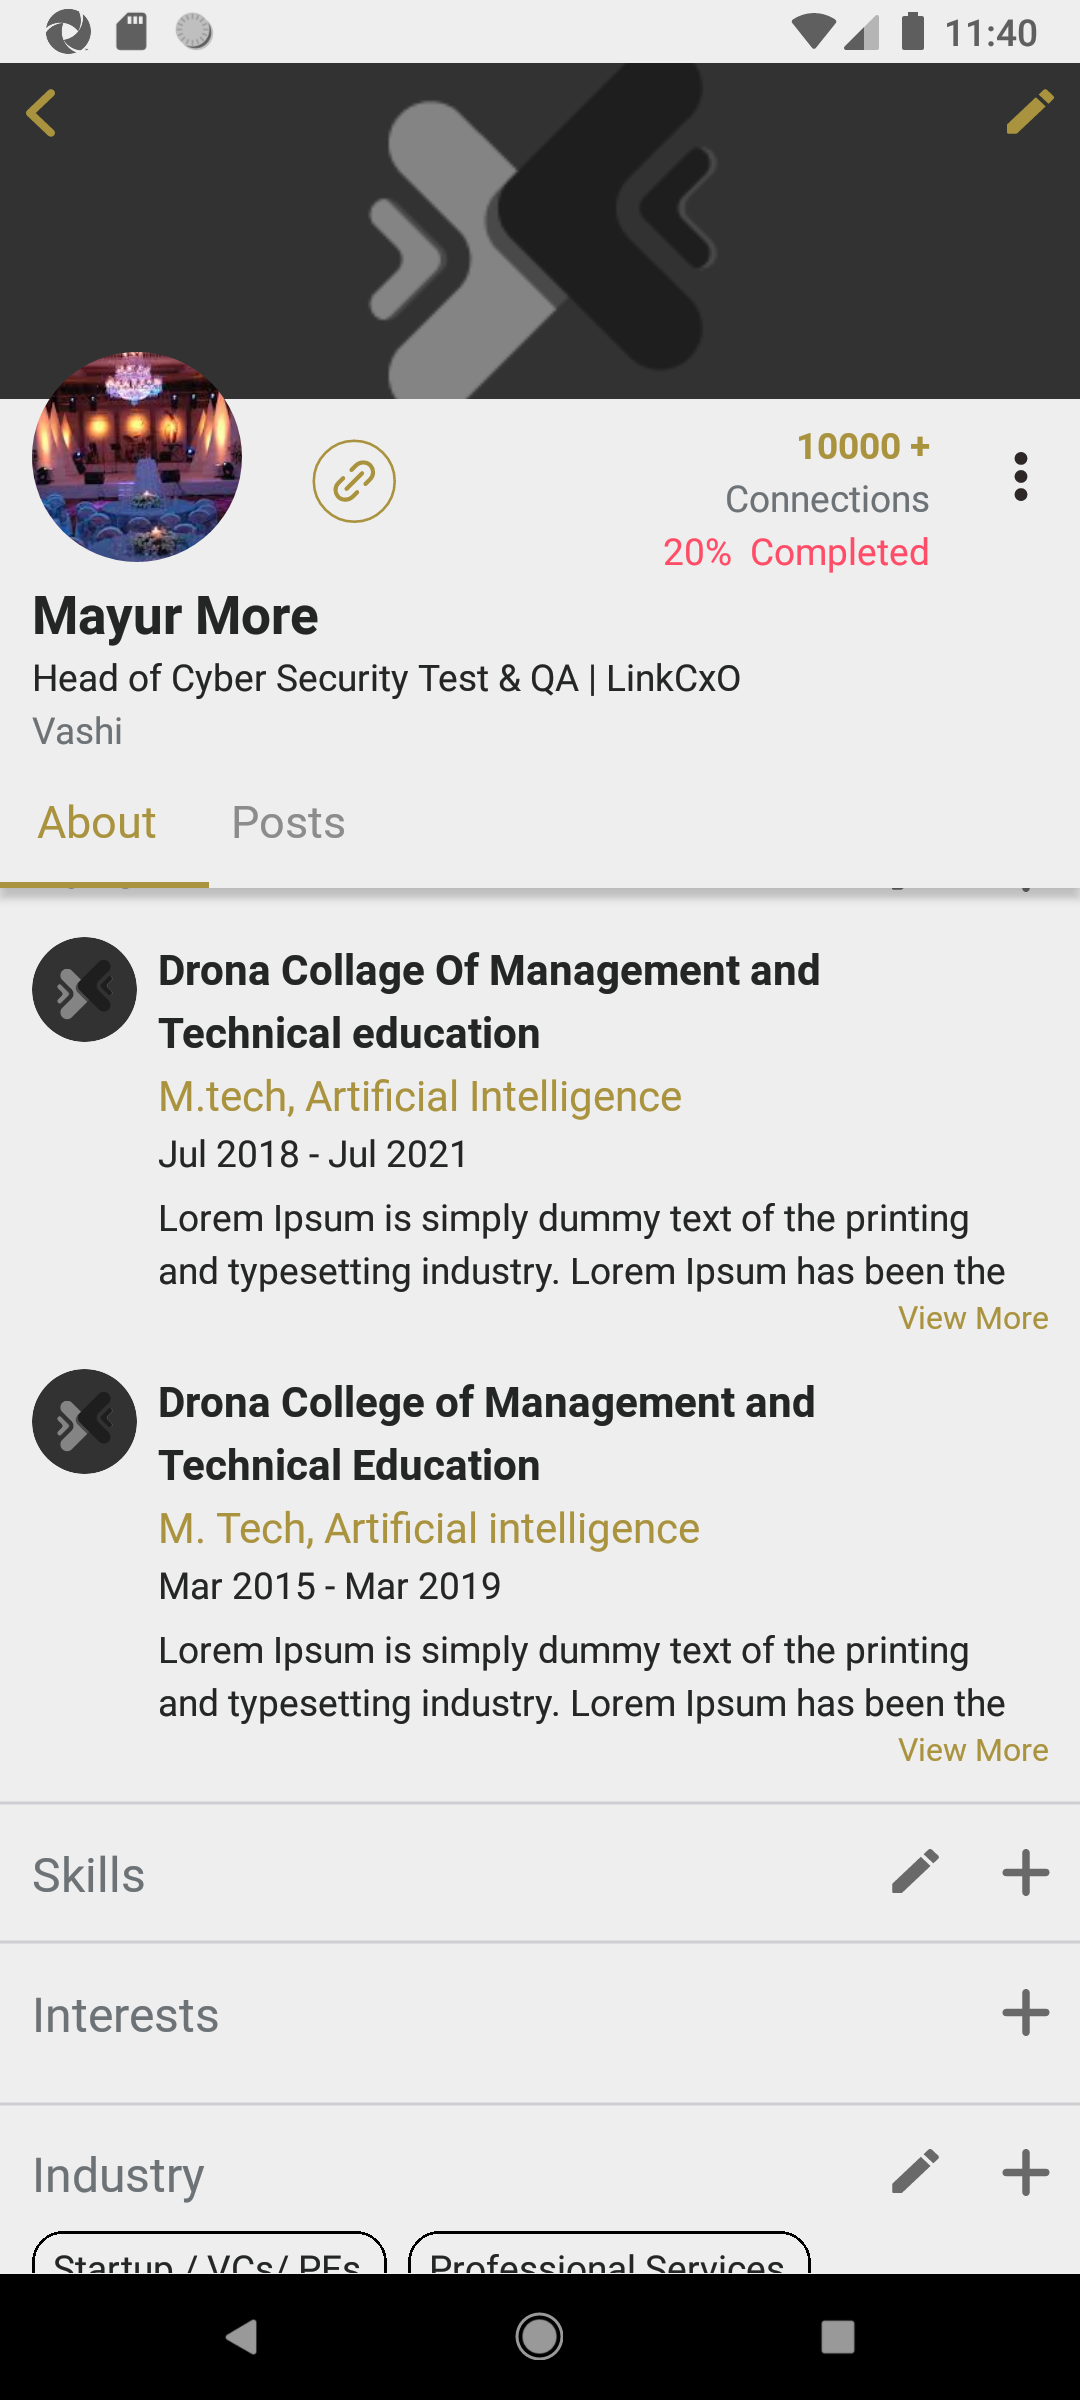 11:40
10000 +
Connections
20% Completed
Mayur More
Head of Cyber Security Test & QA | LinkCxO
Vashi
About Posts
Drona Collage Of Management and
Technical education
M.tech, Artificial Intelligence
Jul 2018 - Jul 2021
Lorem Ipsum is simply dummy text of the printing
and typesetting industry. Lorem Ipsum has been the
View More
Drona College of Management and
Technical Education
M. Tech, Artificial intelligence
Mar 2015 - Mar 2019
Lorem Ipsum is simply dummy text of the printing
and typesetting industry. Lorem Ipsum has been the
View More
Skills
Interests
Industry
Startup / VCs/ PEs Professional Services